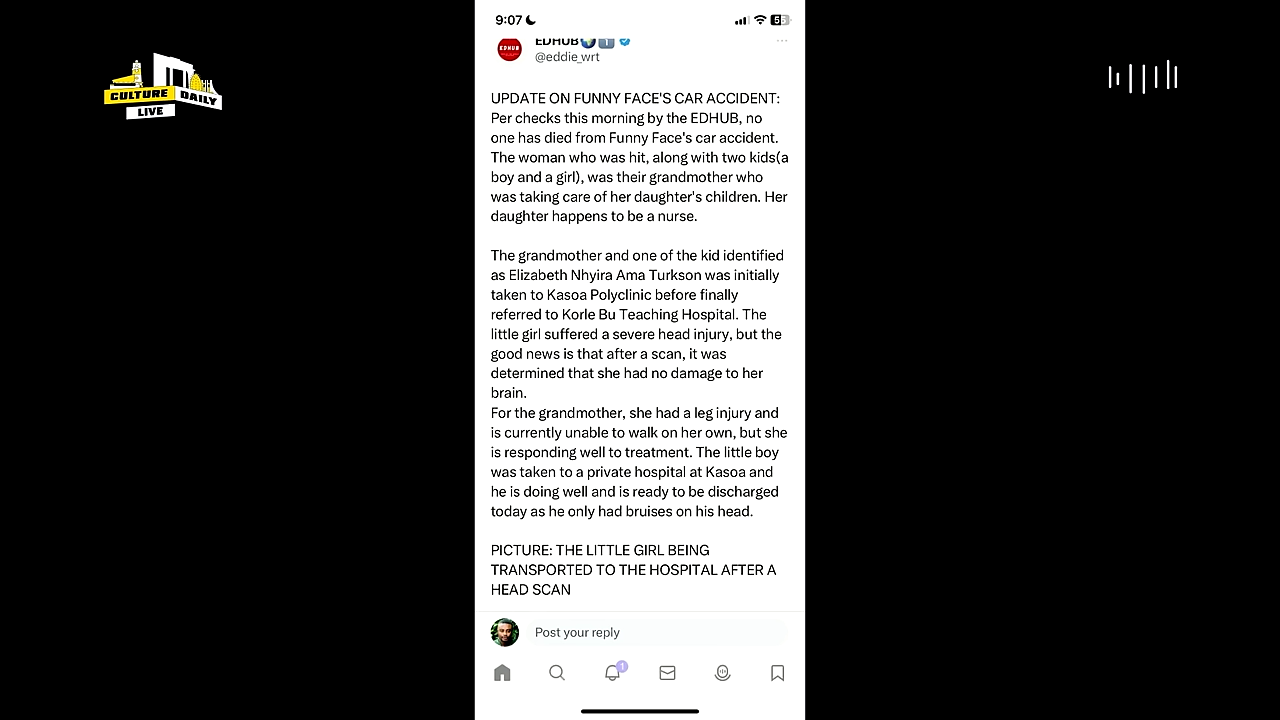 9:07
55
EDHUB
@eddie_wrt
CULTURE DAILY
LIVE
UPDATE ON FUNNY FACE'S CAR ACCIDENT:
Per checks this morning by the EDHUB, no
one has died from Funny Face's car accident.
The woman who was hit, along with two kids(a
boy and a girl), was their grandmother who
was taking care of her daughter's children. Her
daughter happens to be a nurse.
The grandmother and one of the kid identified
as Elizabeth Nhyira Ama Turkson was initially
taken to Kasoa Polyclinic before finally
referred to Korle Bu Teaching Hospital. The
little girl suffered a severe head injury, but the
good news is that after a scan, it was
determined that she had no damage to her
brain.
For the grandmother, she had a leg injury and
is currently unable to walk on her own, but she
is responding well to treatment. The little boy
was taken to a private hospital at Kasoa and
he is doing well and is ready to be discharged
today as he only had bruises on his head.
PICTURE: THE LITTLE GIRL BEING
TRANSPORTED TO THE HOSPITAL AFTER A
HEAD SCAN
Post your reply
1